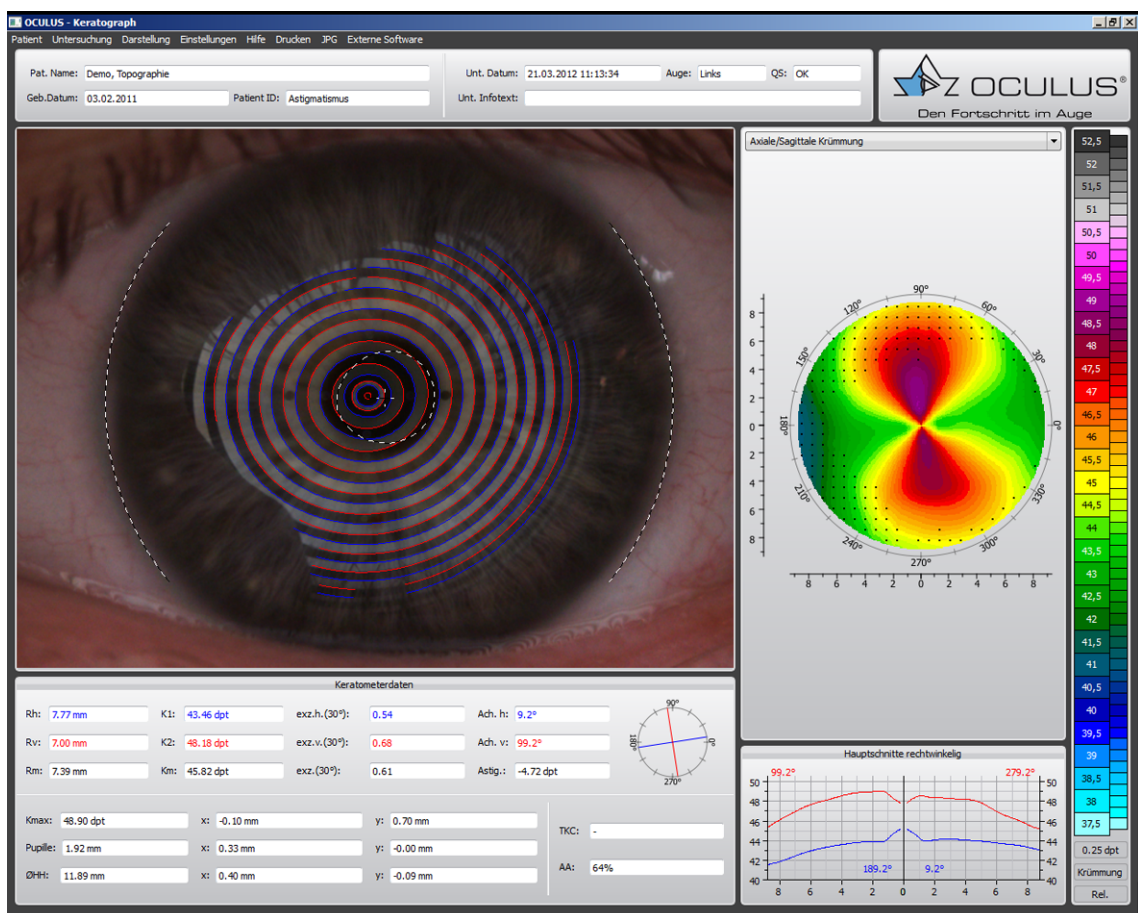 OCULUS - Keratograph
Patient Untersuchung Darstellung Einstellungen Hilfe Drucken JPG Externe Software
Pat. Name: Demo, Topographie Unt. Datum: 21.03.2012 11:13:34 Auge: Links QS: OK
Geb.Datum: 03.02.2011 Patient ID: Astigmatismus Unt. Infotext:
OCULUS®
Den Fortschritt im Auge
Axiale/Sagittale Krümmung
90°
120° 60°
150° 30°
180° 0°
210° 330°
240° 300°
270°
8
6
4
2
0
2
4
6
8
8 6 4 2 0 2 4 6 8
52,5
52
51,5
51
50,5
50
49,5
49
48,5
48
47,5
47
46,5
46
45,5
45
44,5
44
43,5
43
42,5
42
41,5
41
40,5
40
39,5
39
38,5
38
37,5
0.25 dpt
Krümmung
Rel.
Keratometerdaten
Rh: 7.77 mm K1: 43.46 dpt exz.h.(30°): 0.54 Ach. h: 9.2°
Rv: 7.00 mm K2: 48.18 dpt exz.v.(30°): 0.68 Ach. v: 99.2°
Rm: 7.39 mm Km: 45.82 dpt exz.(30°): 0.61 Astig.: -4.72 dpt
90°
180° 0°
270°
Kmax: 48.90 dpt x: -0.10 mm y: 0.70 mm
Pupille: 1.92 mm x: 0.33 mm y: -0.00 mm
ØHH: 11.89 mm x: 0.40 mm y: -0.09 mm
TKC: -
AA: 64%
Hauptschnitte rechtwinkelig
99.2° 279.2°
50 50
48 48
46 46
44 44
42 42
189.2° 9.2°
40 40
8 6 4 2 0 2 4 6 8